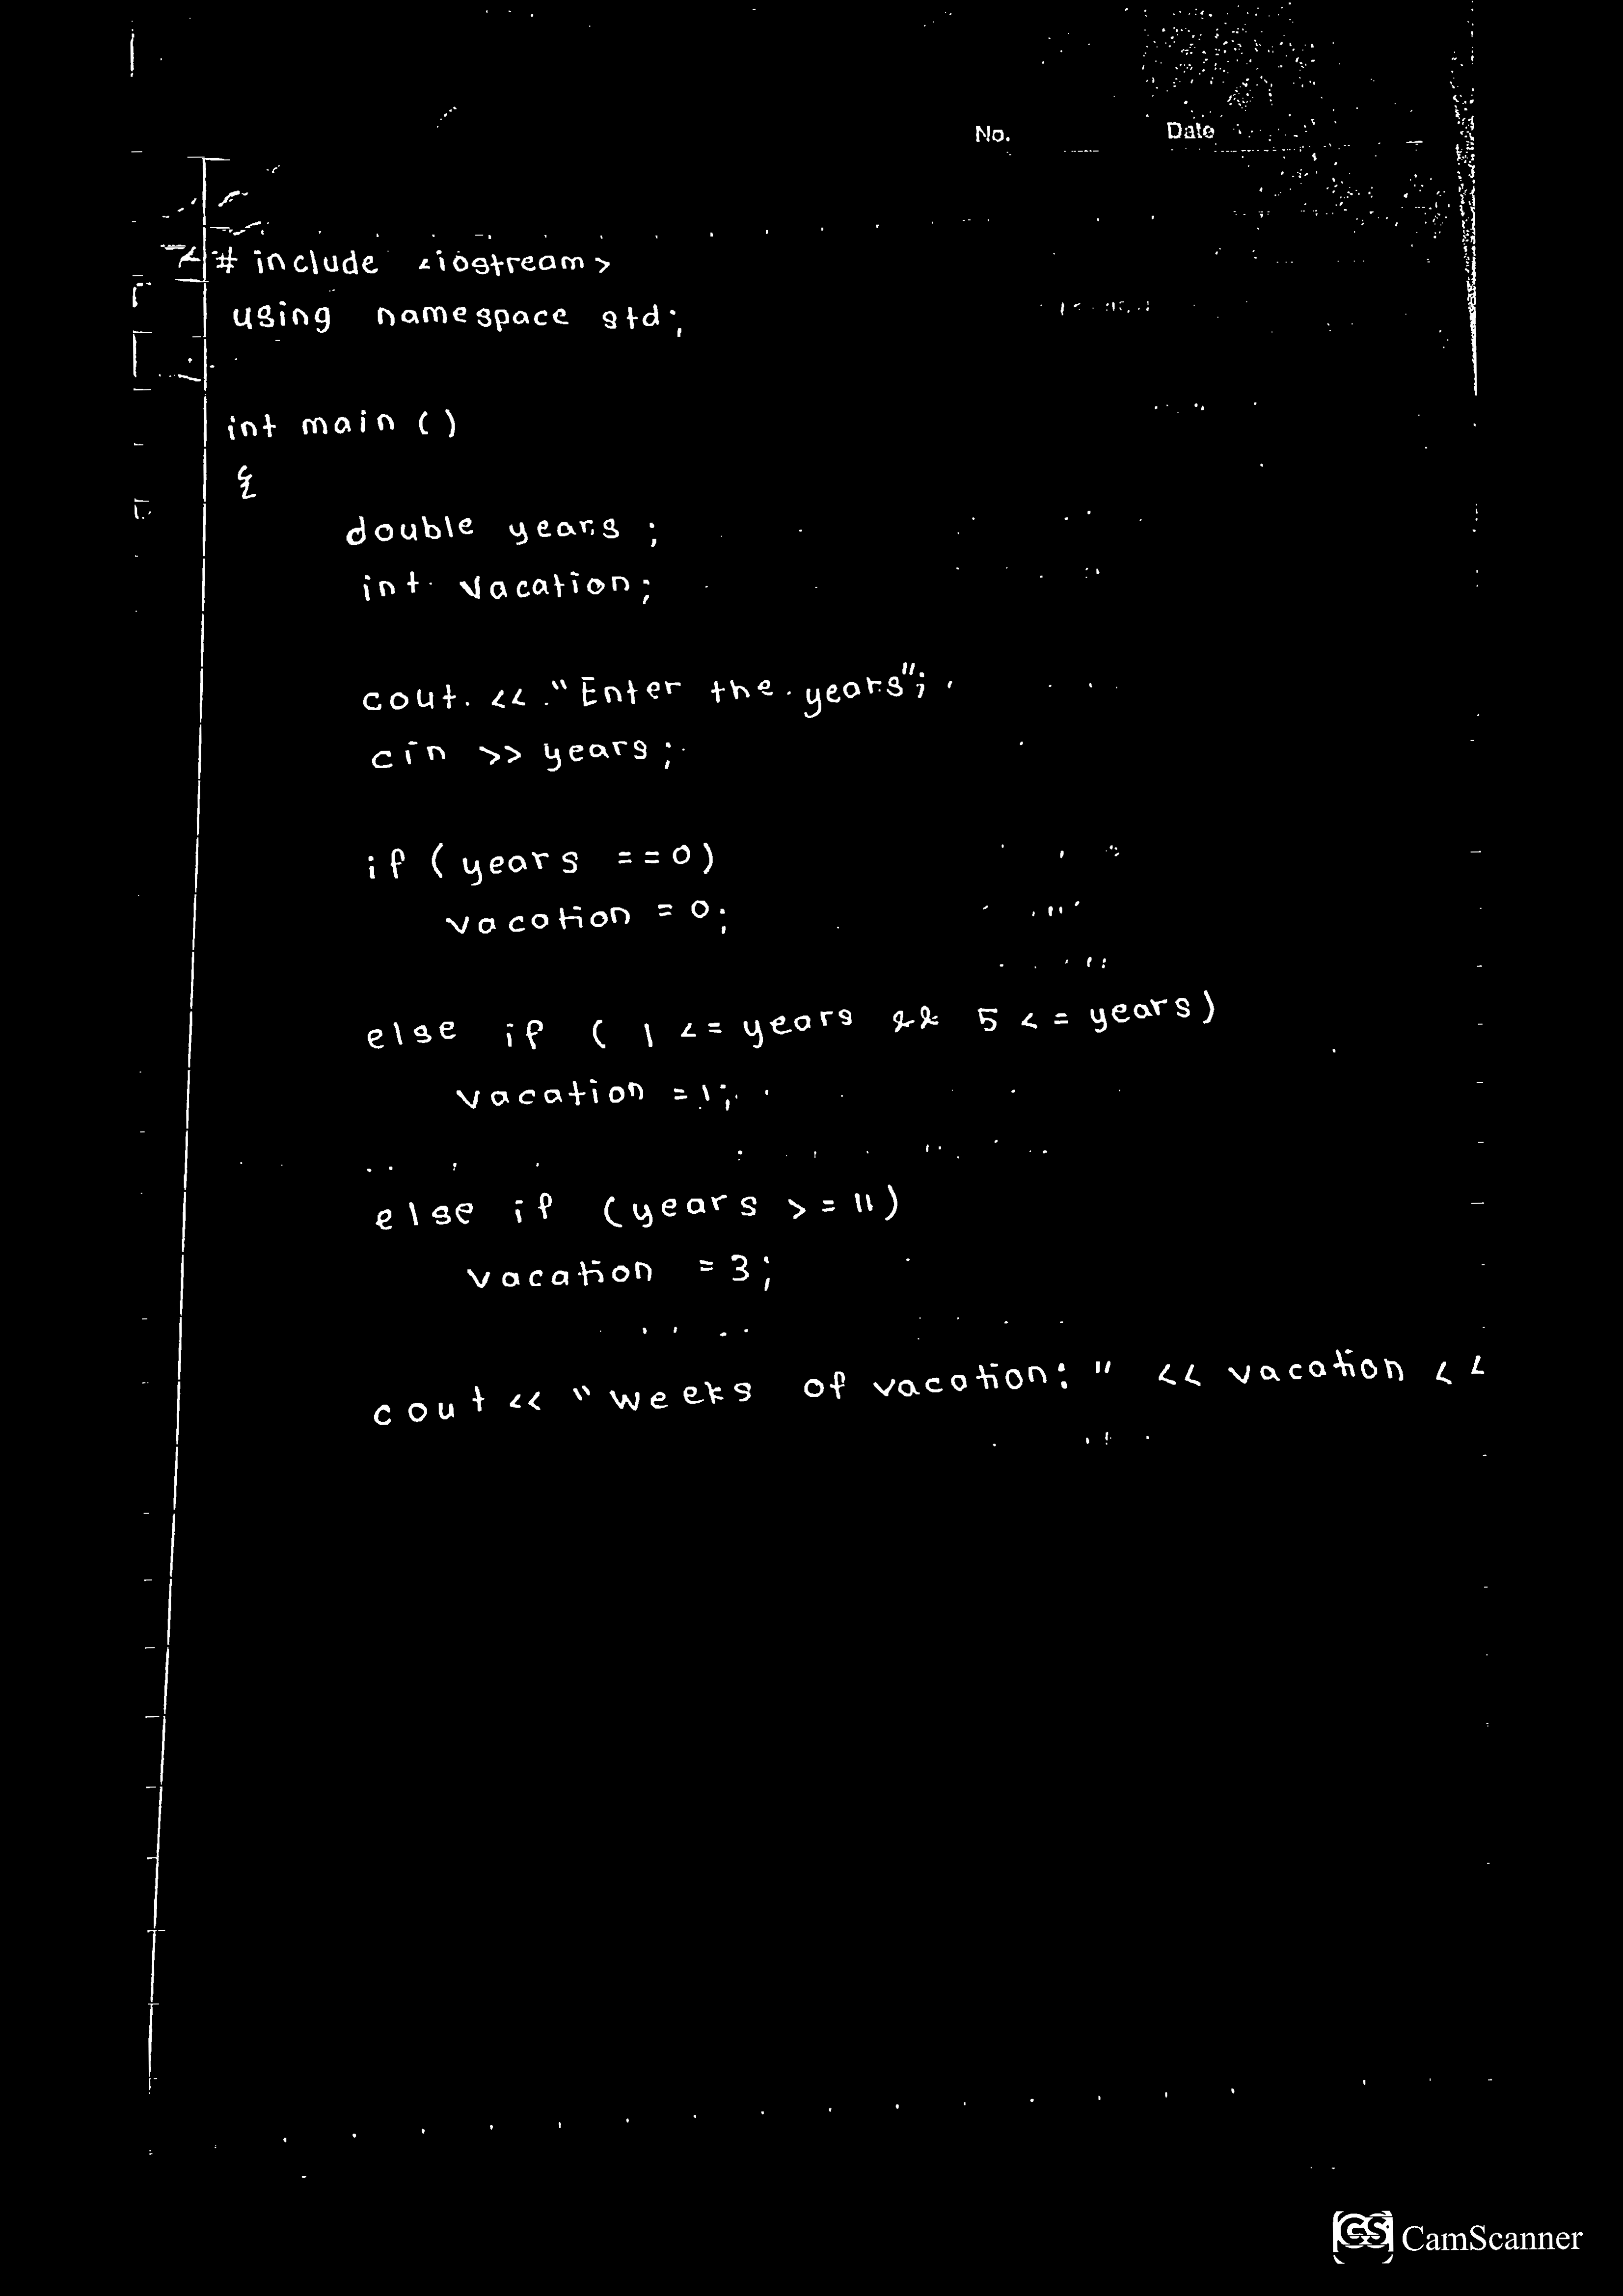 No. Date
# include <iostream>
using namespace std;
int main ()
{
double years ;
int vacation;
cout << "Enter the years";
cin >> years ;
if ( years == 0)
vacation = 0;
else if ( 1 <= years && 5 <= years)
vacation = 1;
else if (years >= 11)
vacation = 3;
cout << "weeks of vacation: " << vacation <<
CS CamScanner